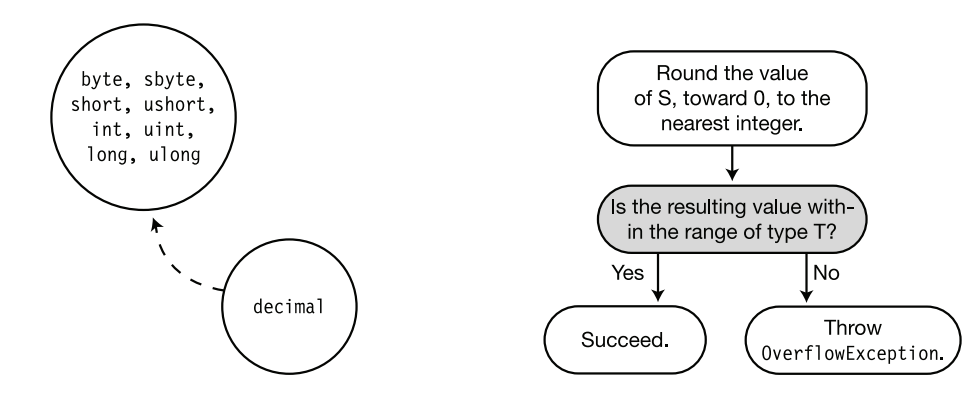 byte, sbyte,
short, ushort,
int, uint,
long, ulong
decimal
Round the value
of S, toward 0, to the
nearest integer.
Is the resulting value with-
in the range of type T?
Yes
No
Succeed.
Throw
OverflowException.